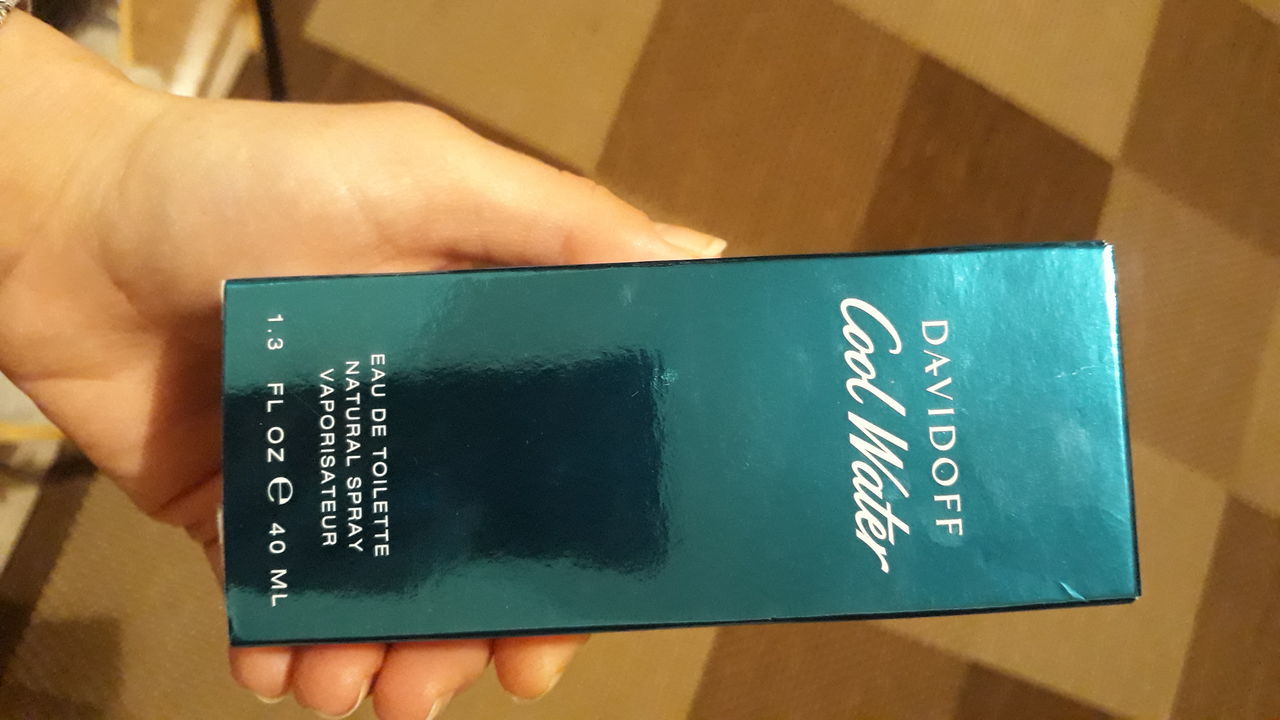 DAVIDOFF
Cool Water
EAU DE TOILETTE
NATURAL SPRAY
VAPORISATEUR
1.3 FL OZ e 40 ML